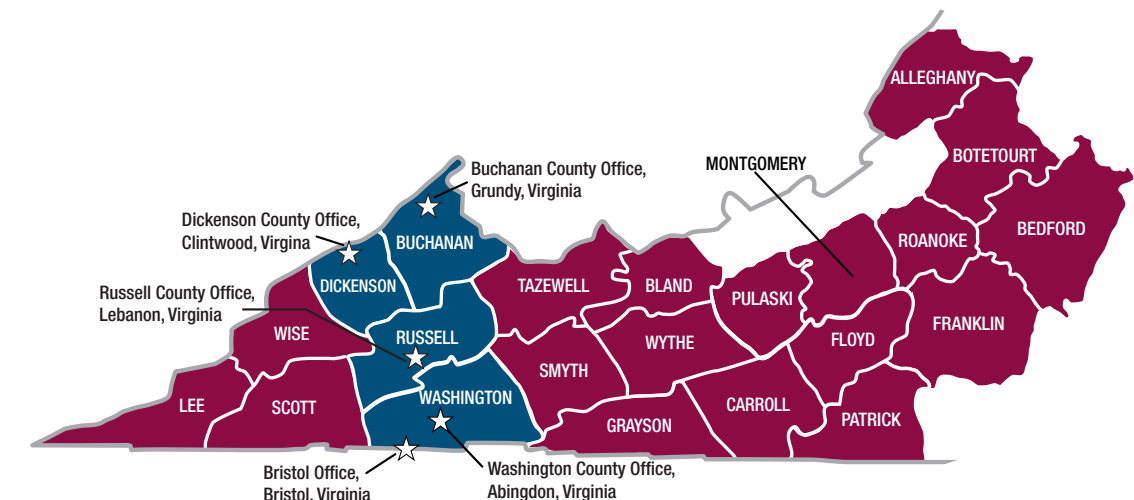 ALLEGHANY
BOTETOURT
MONTGOMERY
Buchanan County Office,
Grundy, Virginia
BEDFORD
Dickenson County Office,
Clintwood, Virgina
BUCHANAN
ROANOKE
DICKENSON
TAZEWELL
BLAND
PULASKI
Russell County Office,
Lebanon, Virginia
WISE
RUSSELL
WYTHE
FLOYD
FRANKLIN
SMYTH
LEE
SCOTT
WASHINGTON
CARROLL
GRAYSON
PATRICK
Bristol Office,
Bristol, Virginia
Washington County Office,
Abingdon, Virginia